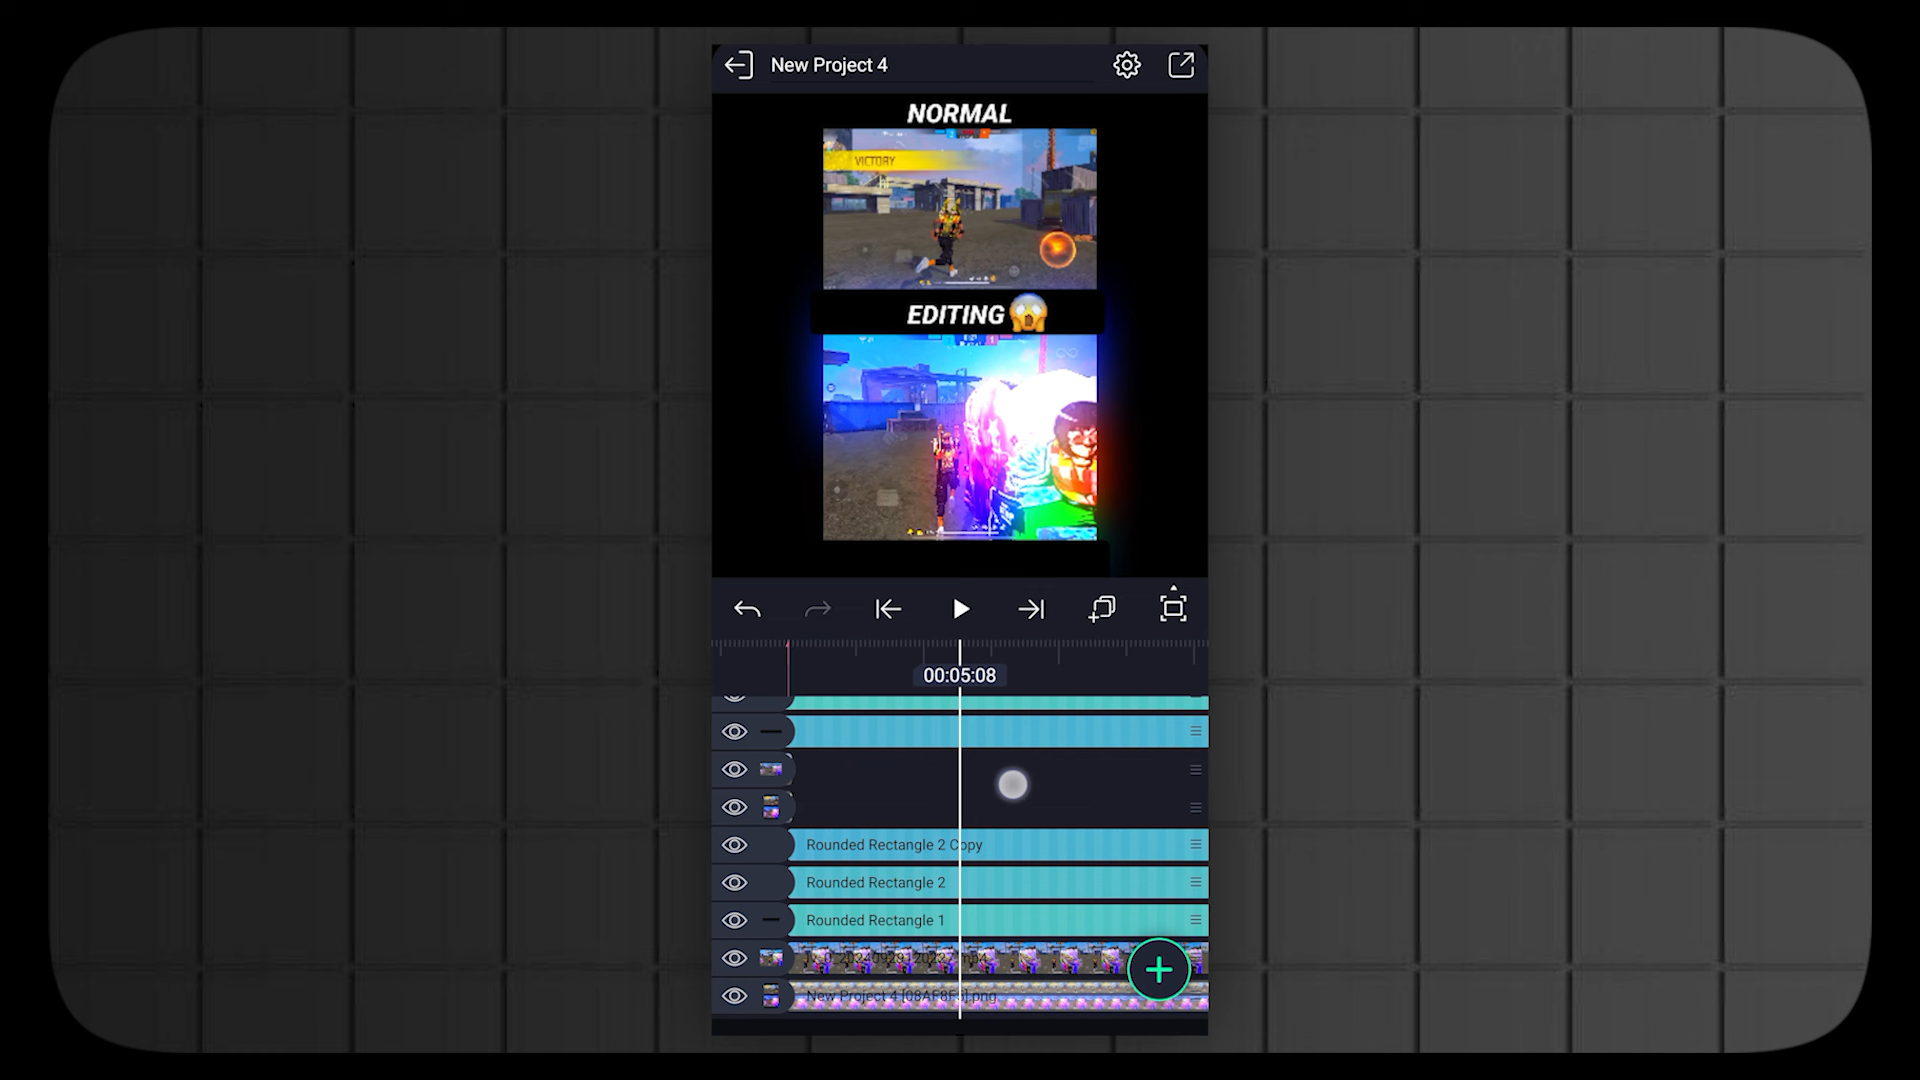 New Project 4
NORMAL
VICTORY
EDITING
00:05:08
Rounded Rectangle 2 Copy
Rounded Rectangle 2
Rounded Rectangle 1
New Project 4 [08AF8F5].png